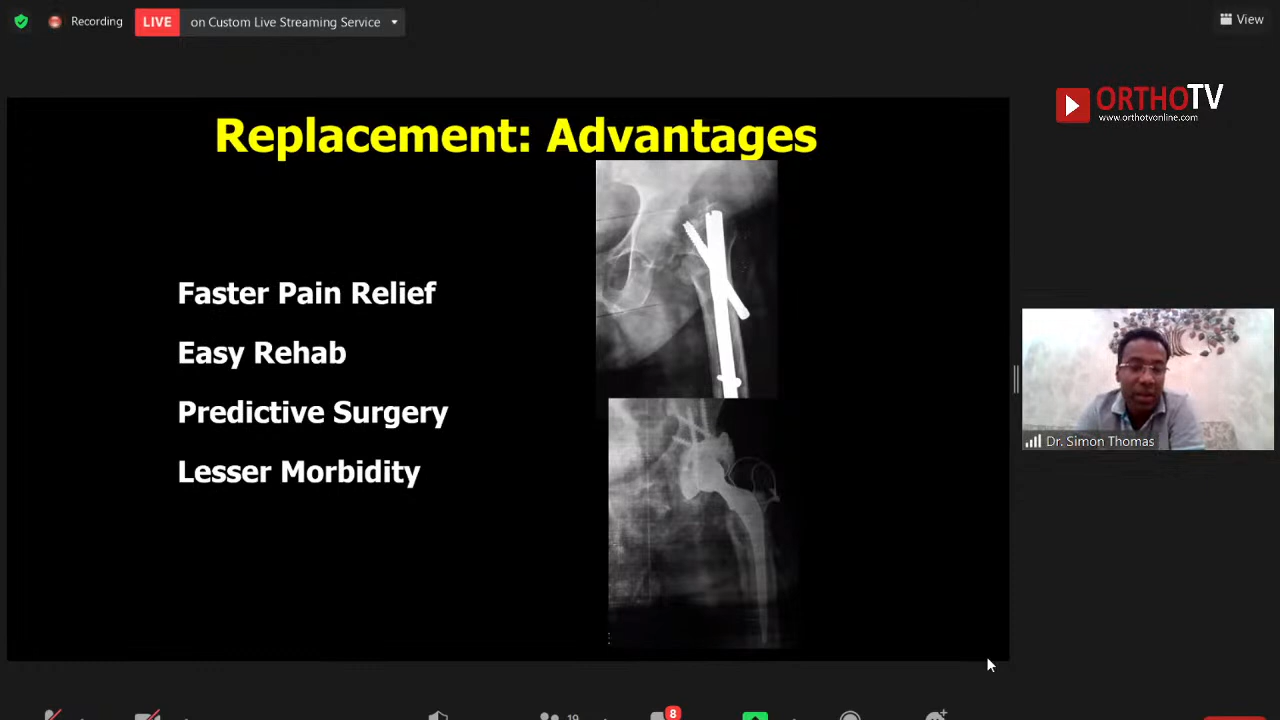 Recording
LIVE
on Custom Live Streaming Service
View
ORTHOTV
www.orthotvonline.com
Replacement: Advantages
Faster Pain Relief
Easy Rehab
Predictive Surgery
Lesser Morbidity
Dr. Simon Thomas
19
8